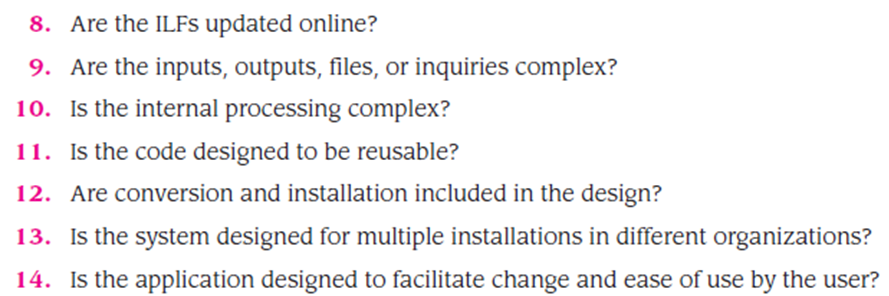 8. Are the ILFs updated online?
9. Are the inputs, outputs, files, or inquiries complex?
10. Is the internal processing complex?
11. Is the code designed to be reusable?
12. Are conversion and installation included in the design?
13. Is the system designed for multiple installations in different organizations?
14. Is the application designed to facilitate change and ease of use by the user?